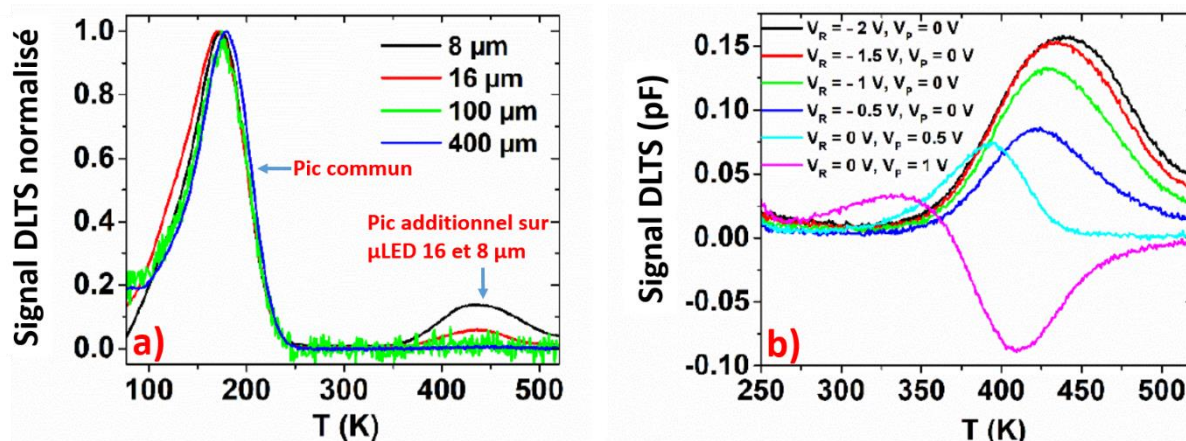 Signal DLTS normalisé
1.0
0.8
0.6
0.4
0.2
0.0
8 µm
16 µm
100 µm
400 µm
Pic commun
Pic additionnel sur
µLED 16 et 8 µm
a)
100
200
300
400
500
T (K)
Signal DLTS (pF)
0.15
0.10
0.05
0.00
-0.05
-0.10
V_R = - 2 V, V_P = 0 V
V_R = - 1.5 V, V_P = 0 V
V_R = - 1 V, V_P = 0 V
V_R = - 0.5 V, V_P = 0 V
V_R = 0 V, V_P = 0.5 V
V_R = 0 V, V_P = 1 V
b)
250
300
350
400
450
500
T (K)